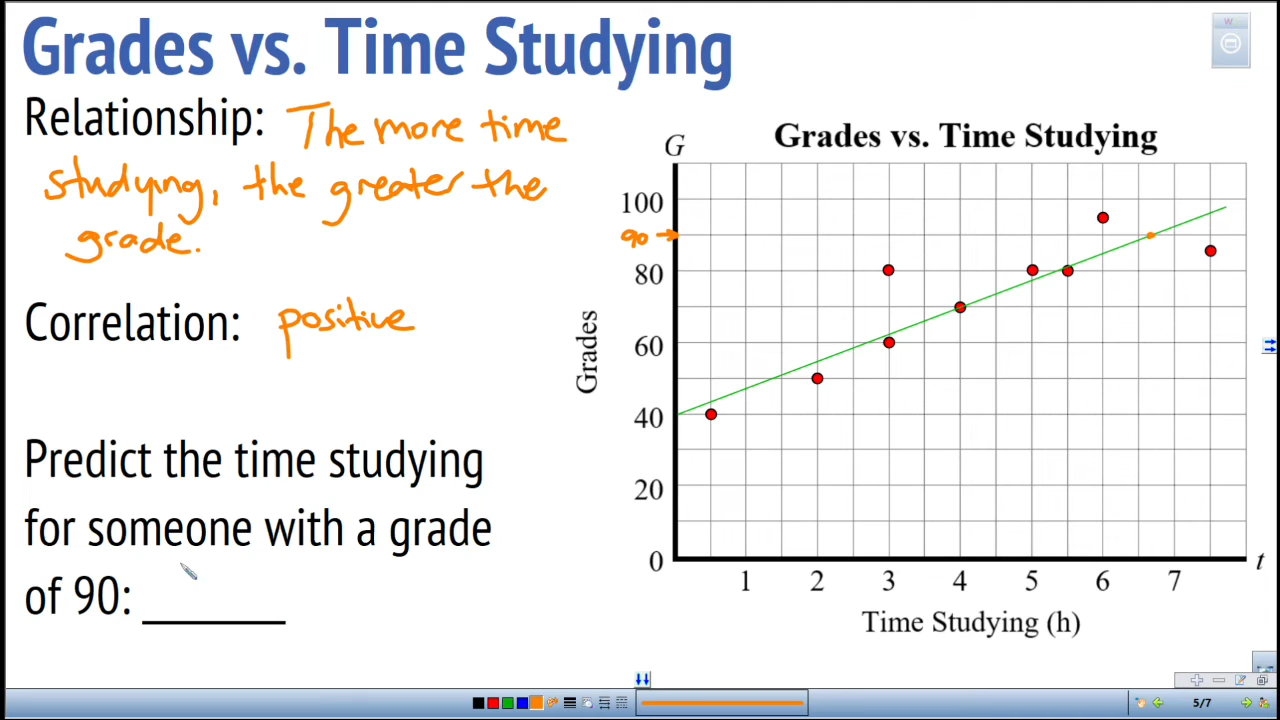 Grades vs. Time Studying
Relationship: The more time
studying, the greater the
grade.
Correlation: positive
Predict the time studying
for someone with a grade
of 90: ______
W
Grades vs. Time Studying
G
100
90
80
60
40
20
0
Grades
1 2 3 4 5 6 7 t
Time Studying (h)
5/7